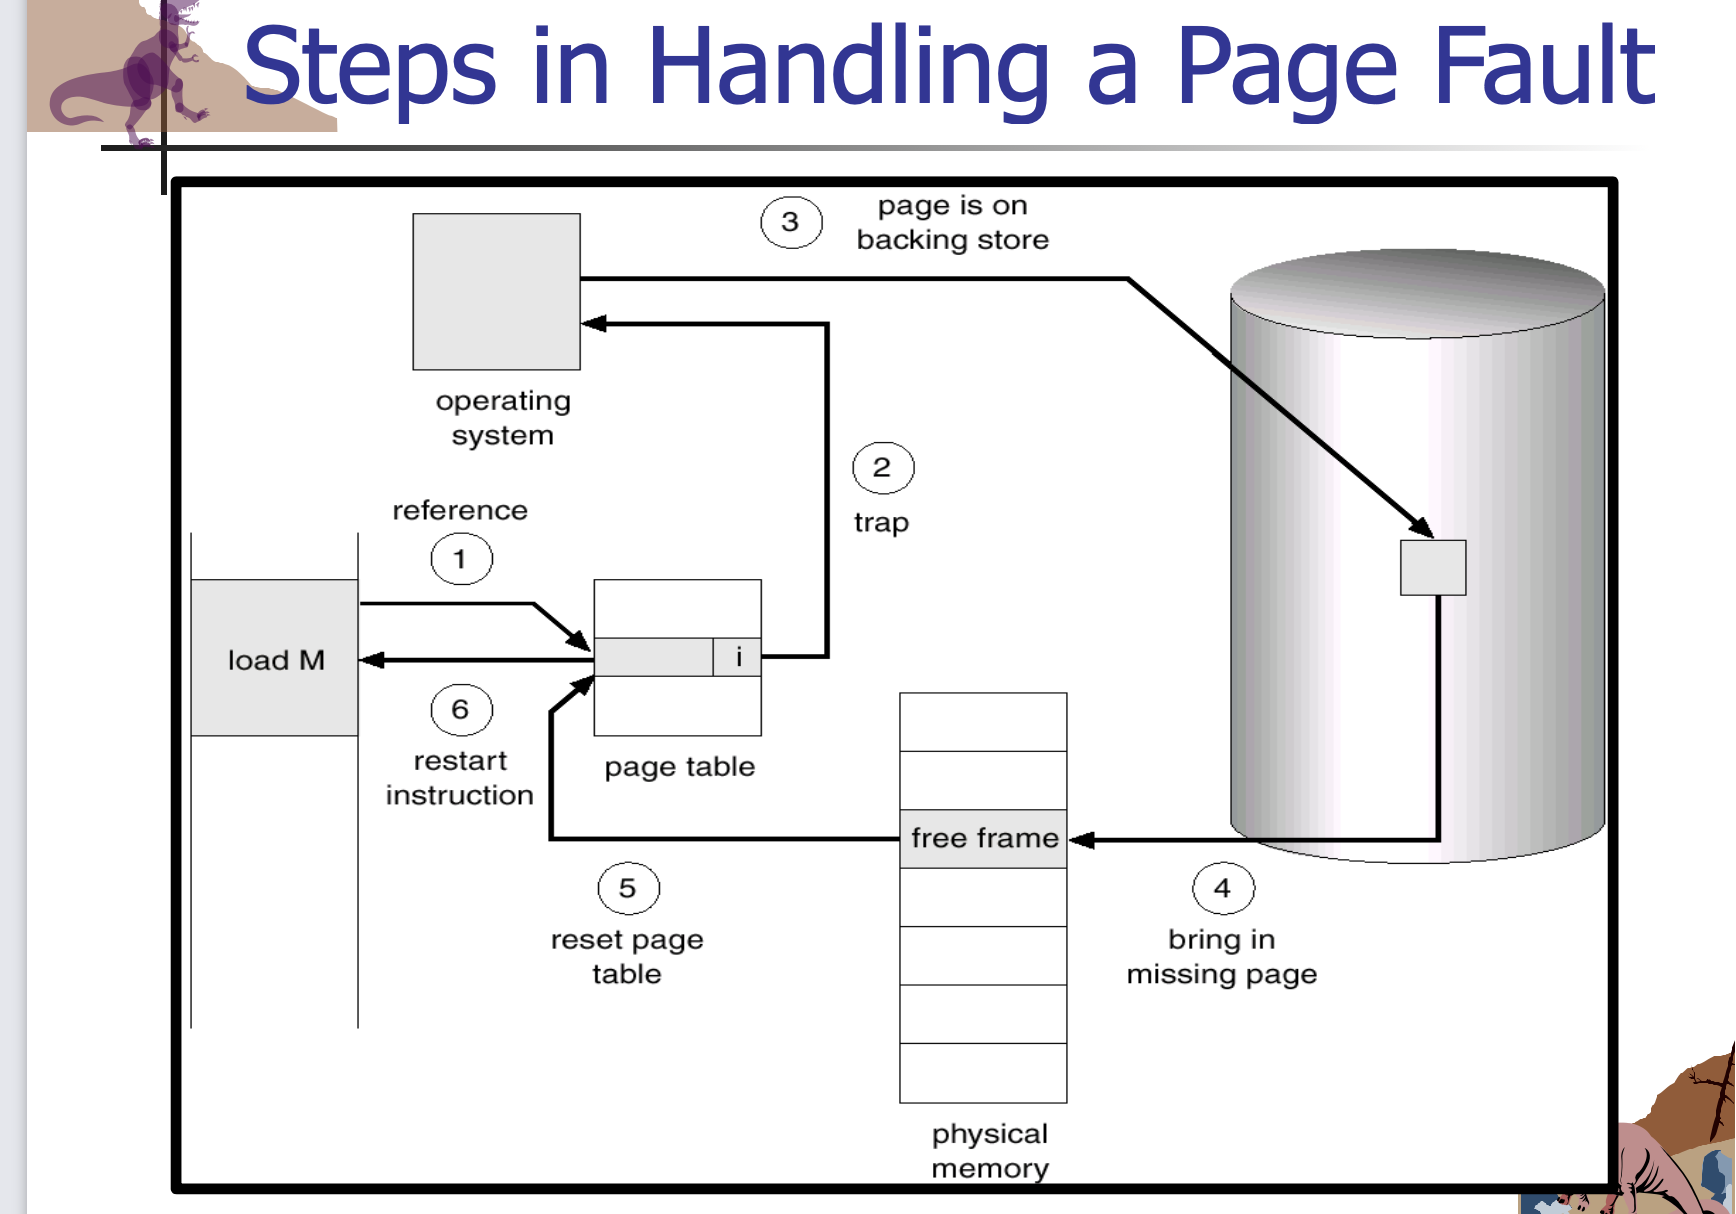 Steps in Handling a Page Fault
3
page is on
backing store
operating
system
2
trap
reference
1
load M
i
6
restart
instruction
page table
free frame
5
reset page
table
4
bring in
missing page
physical
memory